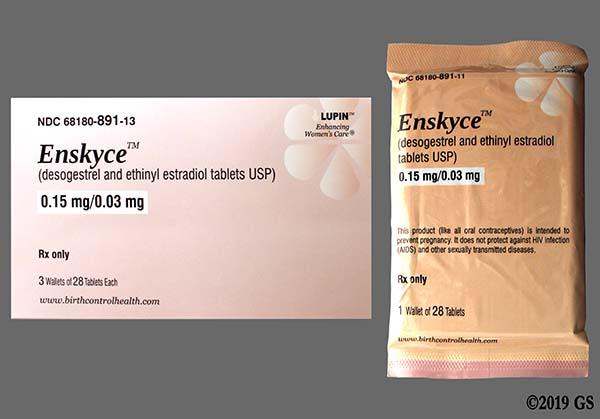 NDC 68180-891-13
LUPIN™
Enhancing
Women's Care®
Enskyce™
(desogestrel and ethinyl estradiol tablets USP)
0.15 mg/0.03 mg
Rx only
3 Wallets of 28 Tablets Each
www.birthcontrolhealth.com
NDC 68180-891-11
Enskyce™
(desogestrel and ethinyl estradiol
tablets USP)
0.15 mg/0.03 mg
This product (like all oral contraceptives) is intended to
prevent pregnancy. It does not protect against HIV infection
(AIDS) and other sexually transmitted diseases.
Rx only
1 Wallet of 28 Tablets
www.birthcontrolhealth.com
©2019 GS